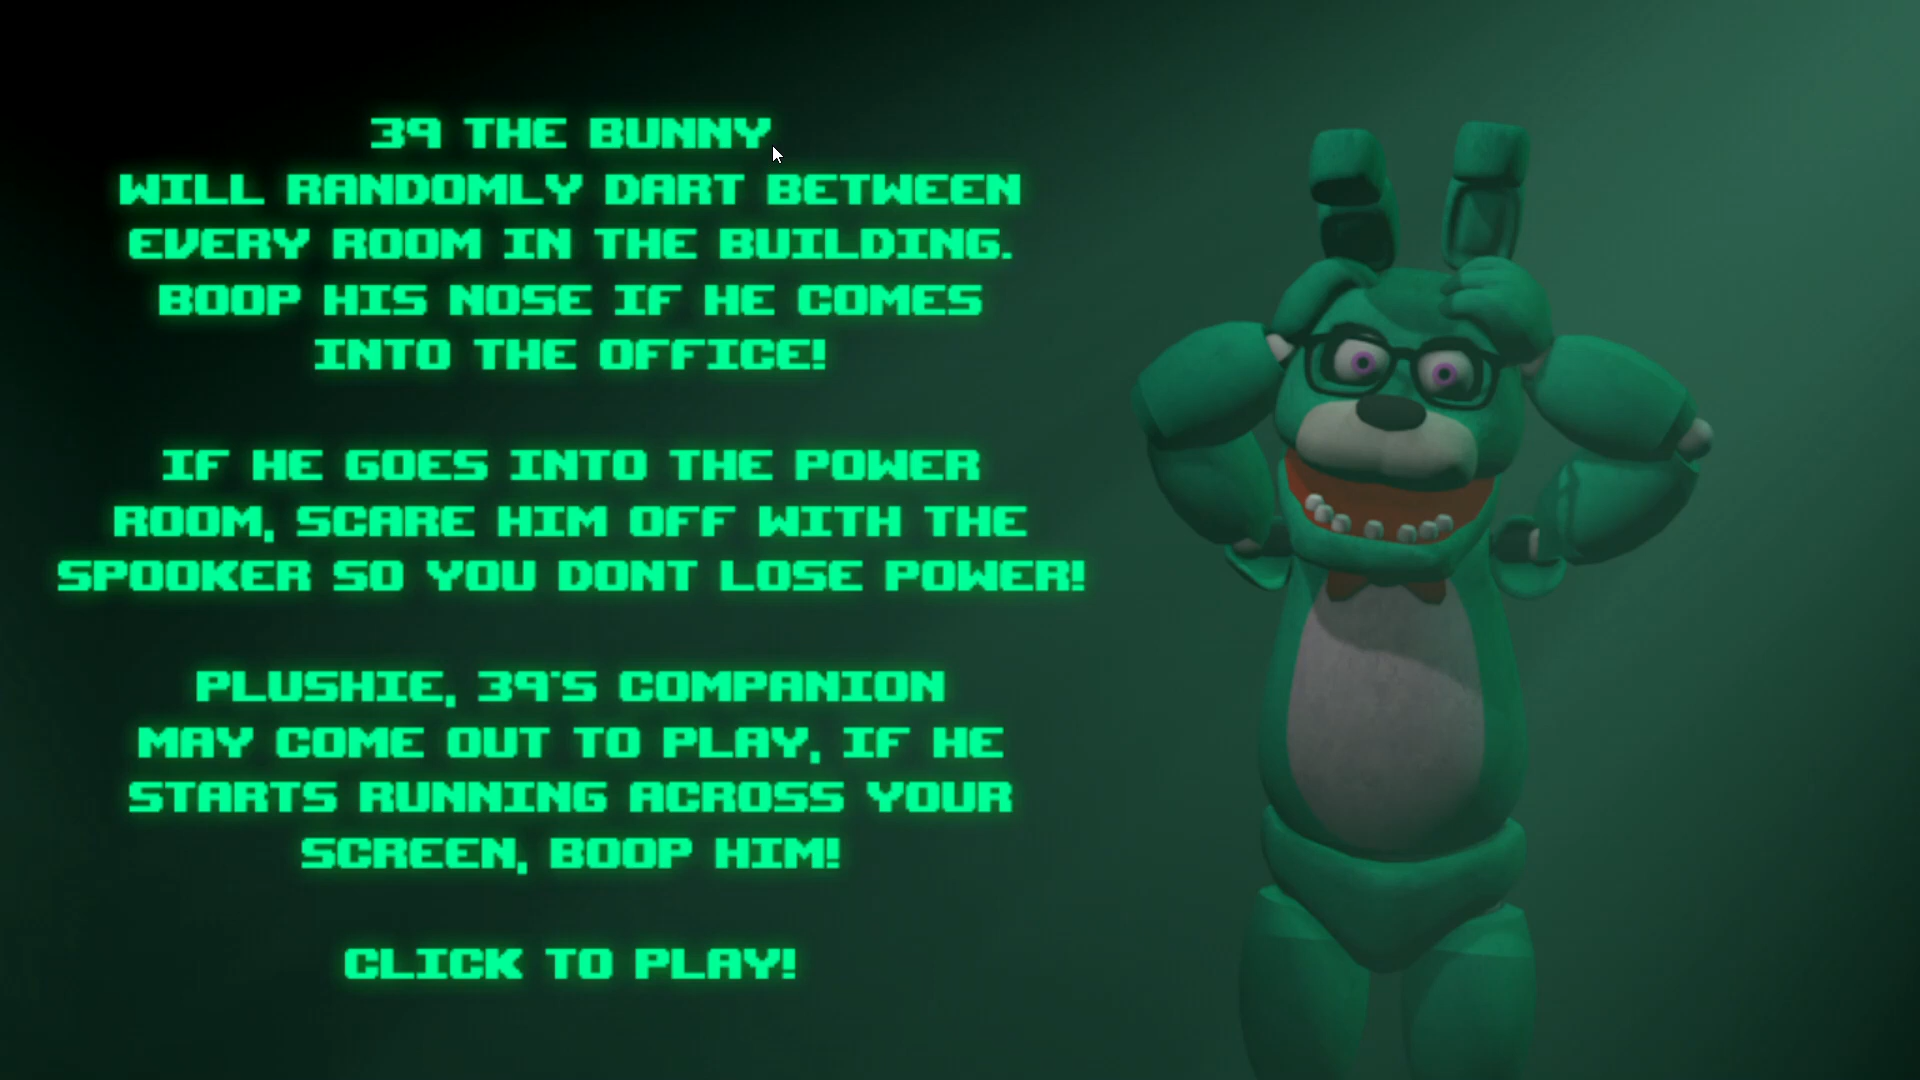 39 THE BUNNY
WILL RANDOMLY DART BETWEEN
EVERY ROOM IN THE BUILDING.
BOOP HIS NOSE IF HE COMES
INTO THE OFFICE!
IF HE GOES INTO THE POWER
ROOM, SCARE HIM OFF WITH THE
SPOOKER SO YOU DONT LOSE POWER!
PLUSHIE, 39'S COMPANION
MAY COME OUT TO PLAY, IF HE
STARTS RUNNING ACROSS YOUR
SCREEN, BOOP HIM!
CLICK TO PLAY!